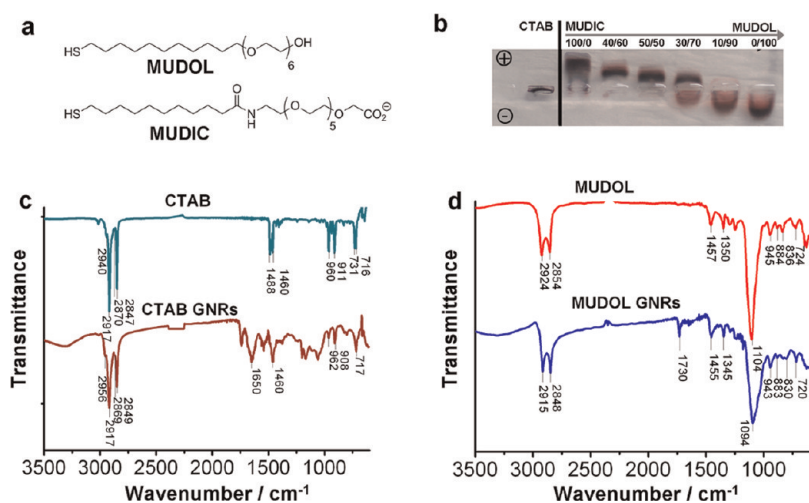 a
HS
O
OH
6
MUDOL
HS
O
N
H
O
5
O
CO₂⊖
MUDIC
b
CTAB
MUDIC
MUDOL
100/0 40/60 50/50 30/70 10/90 0/100
+
−
c
CTAB
2940
2917
2870
2847
1488
1460
960
911
731
716
CTAB GNRs
2956
2917
2869
2849
1650
1460
962
908
717
Transmittance
3500 3000 2500 2000 1500 1000
Wavenumber / cm⁻¹
d
MUDOL
2924
2854
1457
1350
1104
945
884
836
724
MUDOL GNRs
2915
2848
1730
1455
1345
1094
943
883
830
720
Transmittance
3500 3000 2500 2000 1500 1000
Wavenumber / cm⁻¹